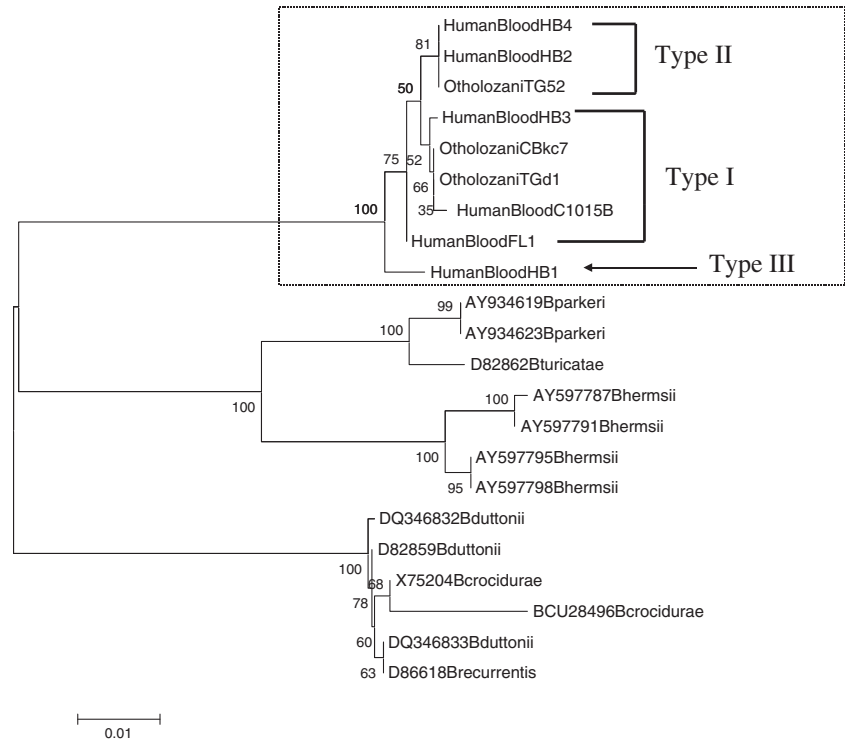 HumanBloodHB4
81
HumanBloodHB2
Type II
OtholozaniTG52
50
HumanBloodHB3
OtholozaniCBkc7
75
52
OtholozaniTGd1
Type I
66
35
HumanBloodC1015B
100
HumanBloodFL1
HumanBloodHB1
Type III
99
AY934619Bparkeri
100
AY934623Bparkeri
D82862Bturicatae
100
AY597787Bhermsii
100
AY597791Bhermsii
100
AY597795Bhermsii
95
AY597798Bhermsii
DQ346832Bduttonii
D82859Bduttonii
100
68
X75204Bcrocidurae
78
BCU28496Bcrocidurae
60
DQ346833Bduttonii
63
D86618Brecurrentis
0.01